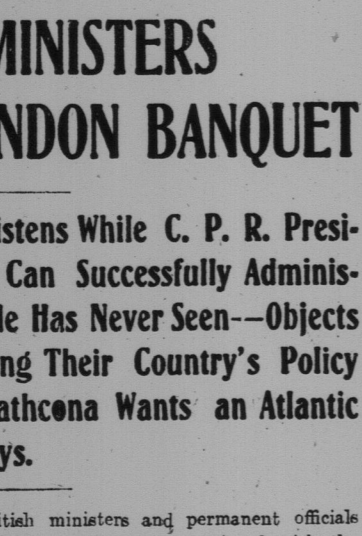 MINISTERS
NDON BANQUET
istens While C. P. R. Presi-
Can Successfully Adminis-
le Has Never Seen--Objects
ng Their Country's Policy
athcona Wants an Atlantic
ys.
itish ministers and permanent officials